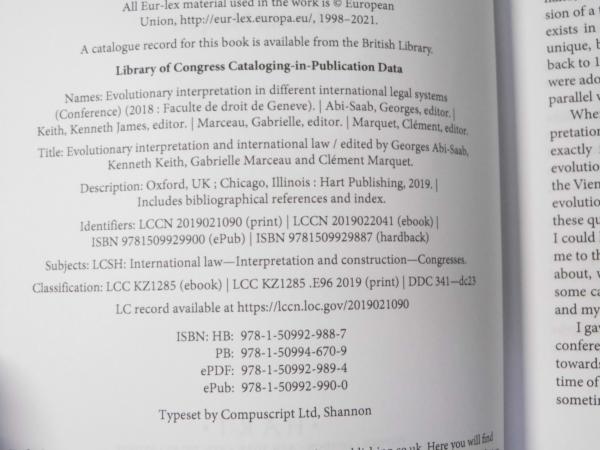 All Eur-lex material used in the work is © European
Union, http://eur-lex.europa.eu/, 1998–2021.
A catalogue record for this book is available from the British Library.
Library of Congress Cataloging-in-Publication Data
Names: Evolutionary interpretation in different international legal systems
(Conference) (2018 : Faculte de droit de Geneve). | Abi-Saab, Georges, editor. |
Keith, Kenneth James, editor. | Marceau, Gabrielle, editor. | Marquet, Clément, editor.
Title: Evolutionary interpretation and international law / edited by Georges Abi-Saab,
Kenneth Keith, Gabrielle Marceau and Clément Marquet.
Description: Oxford, UK ; Chicago, Illinois : Hart Publishing, 2019. |
Includes bibliographical references and index.
Identifiers: LCCN 2019021090 (print) | LCCN 2019022041 (ebook) |
ISBN 9781509929900 (ePub) | ISBN 9781509929887 (hardback)
Subjects: LCSH: International law—Interpretation and construction—Congresses.
Classification: LCC KZ1285 (ebook) | LCC KZ1285 .E96 2019 (print) | DDC 341—dc23
LC record available at https://lccn.loc.gov/2019021090
ISBN: HB: 978-1-50992-988-7
PB: 978-1-50994-670-9
ePDF: 978-1-50992-989-4
ePub: 978-1-50992-990-0
Typeset by Compuscript Ltd, Shannon
Here you will find
sion of a
exists in
unique,
back to
were
parallel
pretation
exactly
evolutio
the Vien
evolutio
these
I could
me to
about,
some
and my
conference
towards
time of